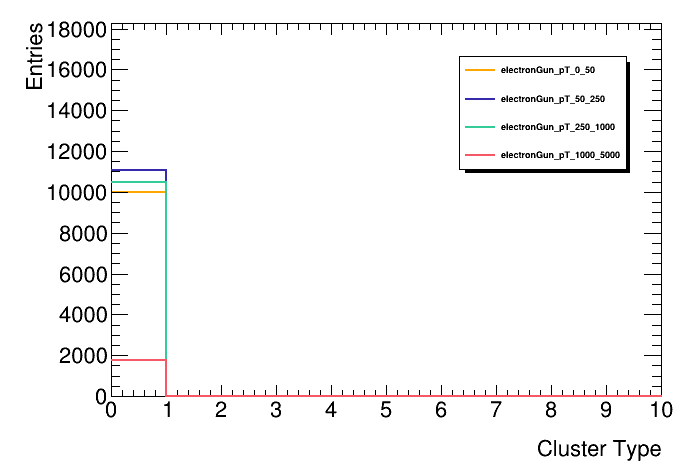 Entries
18000
16000
14000
12000
10000
8000
6000
4000
2000
0
0 1 2 3 4 5 6 7 8 9 10
Cluster Type
electronGun_pT_0_50
electronGun_pT_50_250
electronGun_pT_250_1000
electronGun_pT_1000_5000